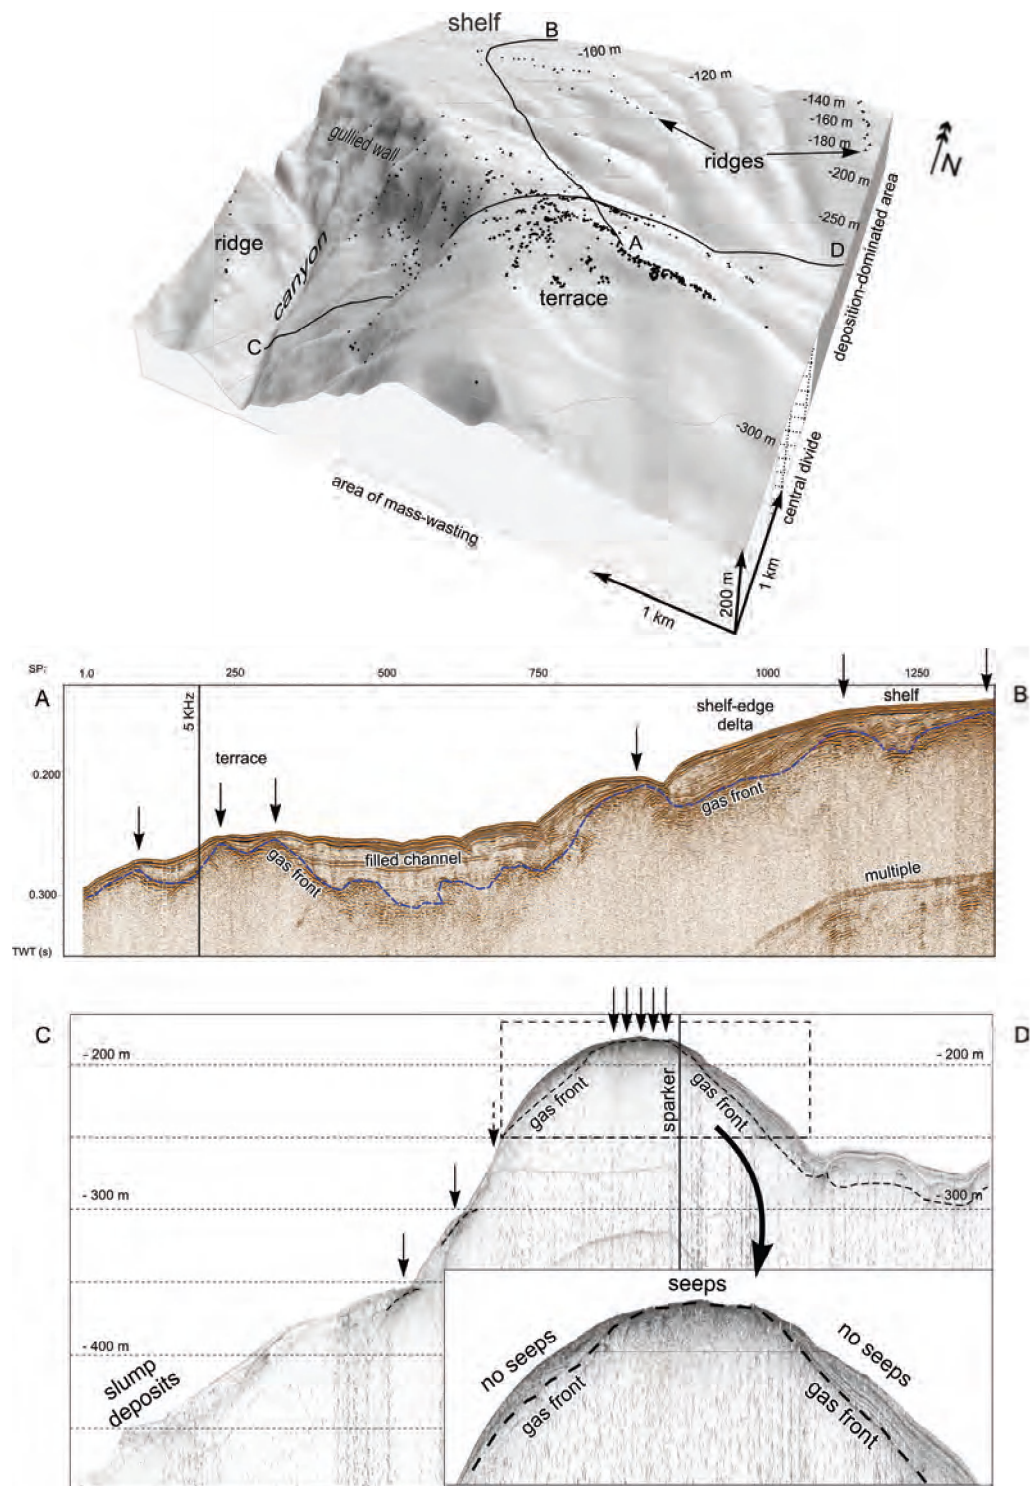 shelf
B
-100 m
-120 m
-140 m
-160 m
-180 m
-200 m
-250 m
ridges
N
gullied wall
ridge
canyon
A
D
terrace
C
deposition-dominated area
-300 m
central divide
area of mass-wasting
1 km
200 m
1 km
SP:
1.0
250
500
750
1000
1250
A
B
5 KHz
shelf-edge
delta
shelf
terrace
0.200
gas front
gas front
filled channel
multiple
0.300
TWT (s)
C
D
- 200 m
- 200 m
gas front
sparker
gas front
- 300 m
- 300 m
seeps
- 400 m
no seeps
no seeps
slump
deposits
gas front
gas front